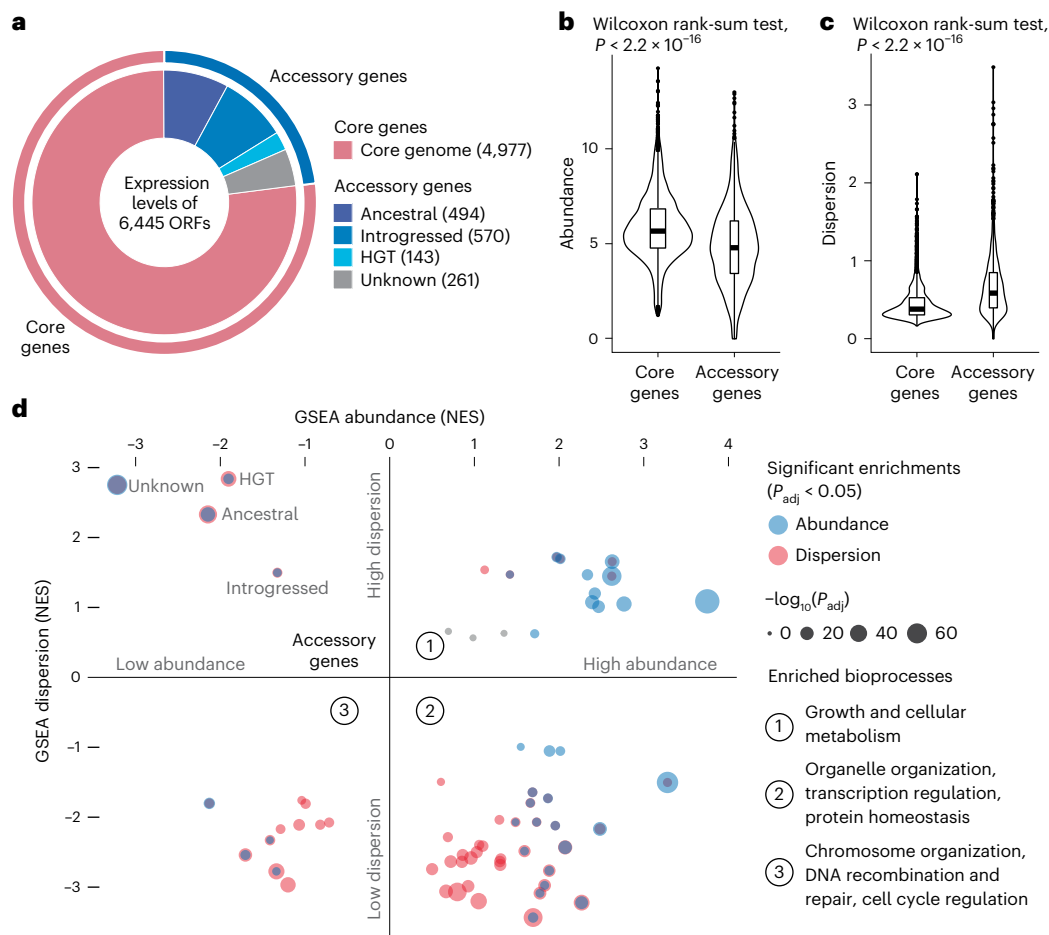 a
Accessory genes
Expression
levels of
6,445 ORFs
Core
genes
Core genes
Core genome (4,977)
Accessory genes
Ancestral (494)
Introgressed (570)
HGT (143)
Unknown (261)
b
Wilcoxon rank-sum test,
P < 2.2 × 10⁻¹⁶
Abundance
10
5
0
Core
genes
Accessory
genes
c
Wilcoxon rank-sum test,
P < 2.2 × 10⁻¹⁶
Dispersion
3
2
1
0
Core
genes
Accessory
genes
d
GSEA abundance (NES)
−3 −2 −1 0 1 2 3 4
GSEA dispersion (NES)
3
2
1
0
−1
−2
−3
Unknown
HGT
Ancestral
Introgressed
High dispersion
Accessory
genes
Low abundance
High abundance
1
3
2
Low dispersion
Significant enrichments
(Padj < 0.05)
Abundance
Dispersion
−log10(Padj)
0 20 40 60
Enriched bioprocesses
1 Growth and cellular
metabolism
2 Organelle organization,
transcription regulation,
protein homeostasis
3 Chromosome organization,
DNA recombination and
repair, cell cycle regulation